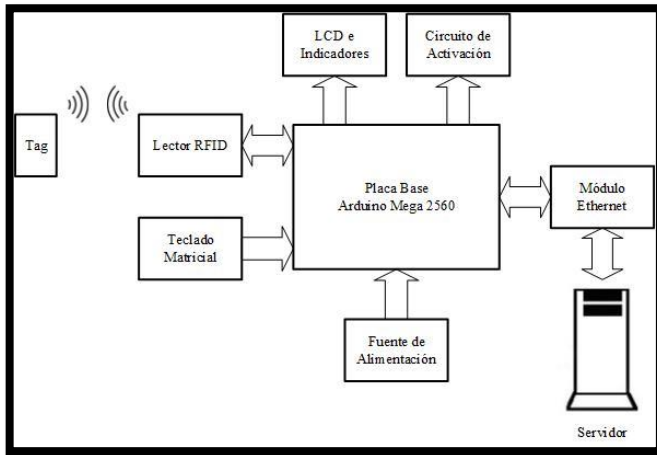 LCD e
Indicadores
Circuito de
Activación
Tag
Lector RFID
Placa Base
Arduino Mega 2560
Módulo
Ethernet
Teclado
Matricial
Fuente de
Alimentación
Servidor